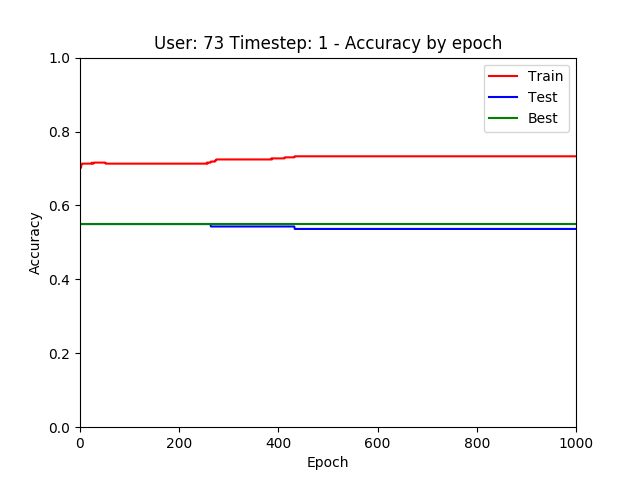 User: 73 Timestep: 1 - Accuracy by epoch
1.0
0.8
0.6
0.4
0.2
0.0
Accuracy
Train
Test
Best
0 200 400 600 800 1000
Epoch